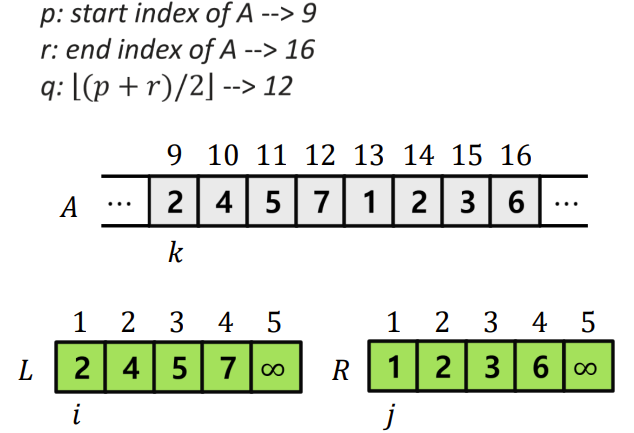 p: start index of A --> 9
r: end index of A --> 16
q: ⌊(p + r)/2⌋ --> 12
9 10 11 12 13 14 15 16
A ... 2 4 5 7 1 2 3 6 ...
k
1 2 3 4 5 1 2 3 4 5
L 2 4 5 7 ∞ R 1 2 3 6 ∞
i j